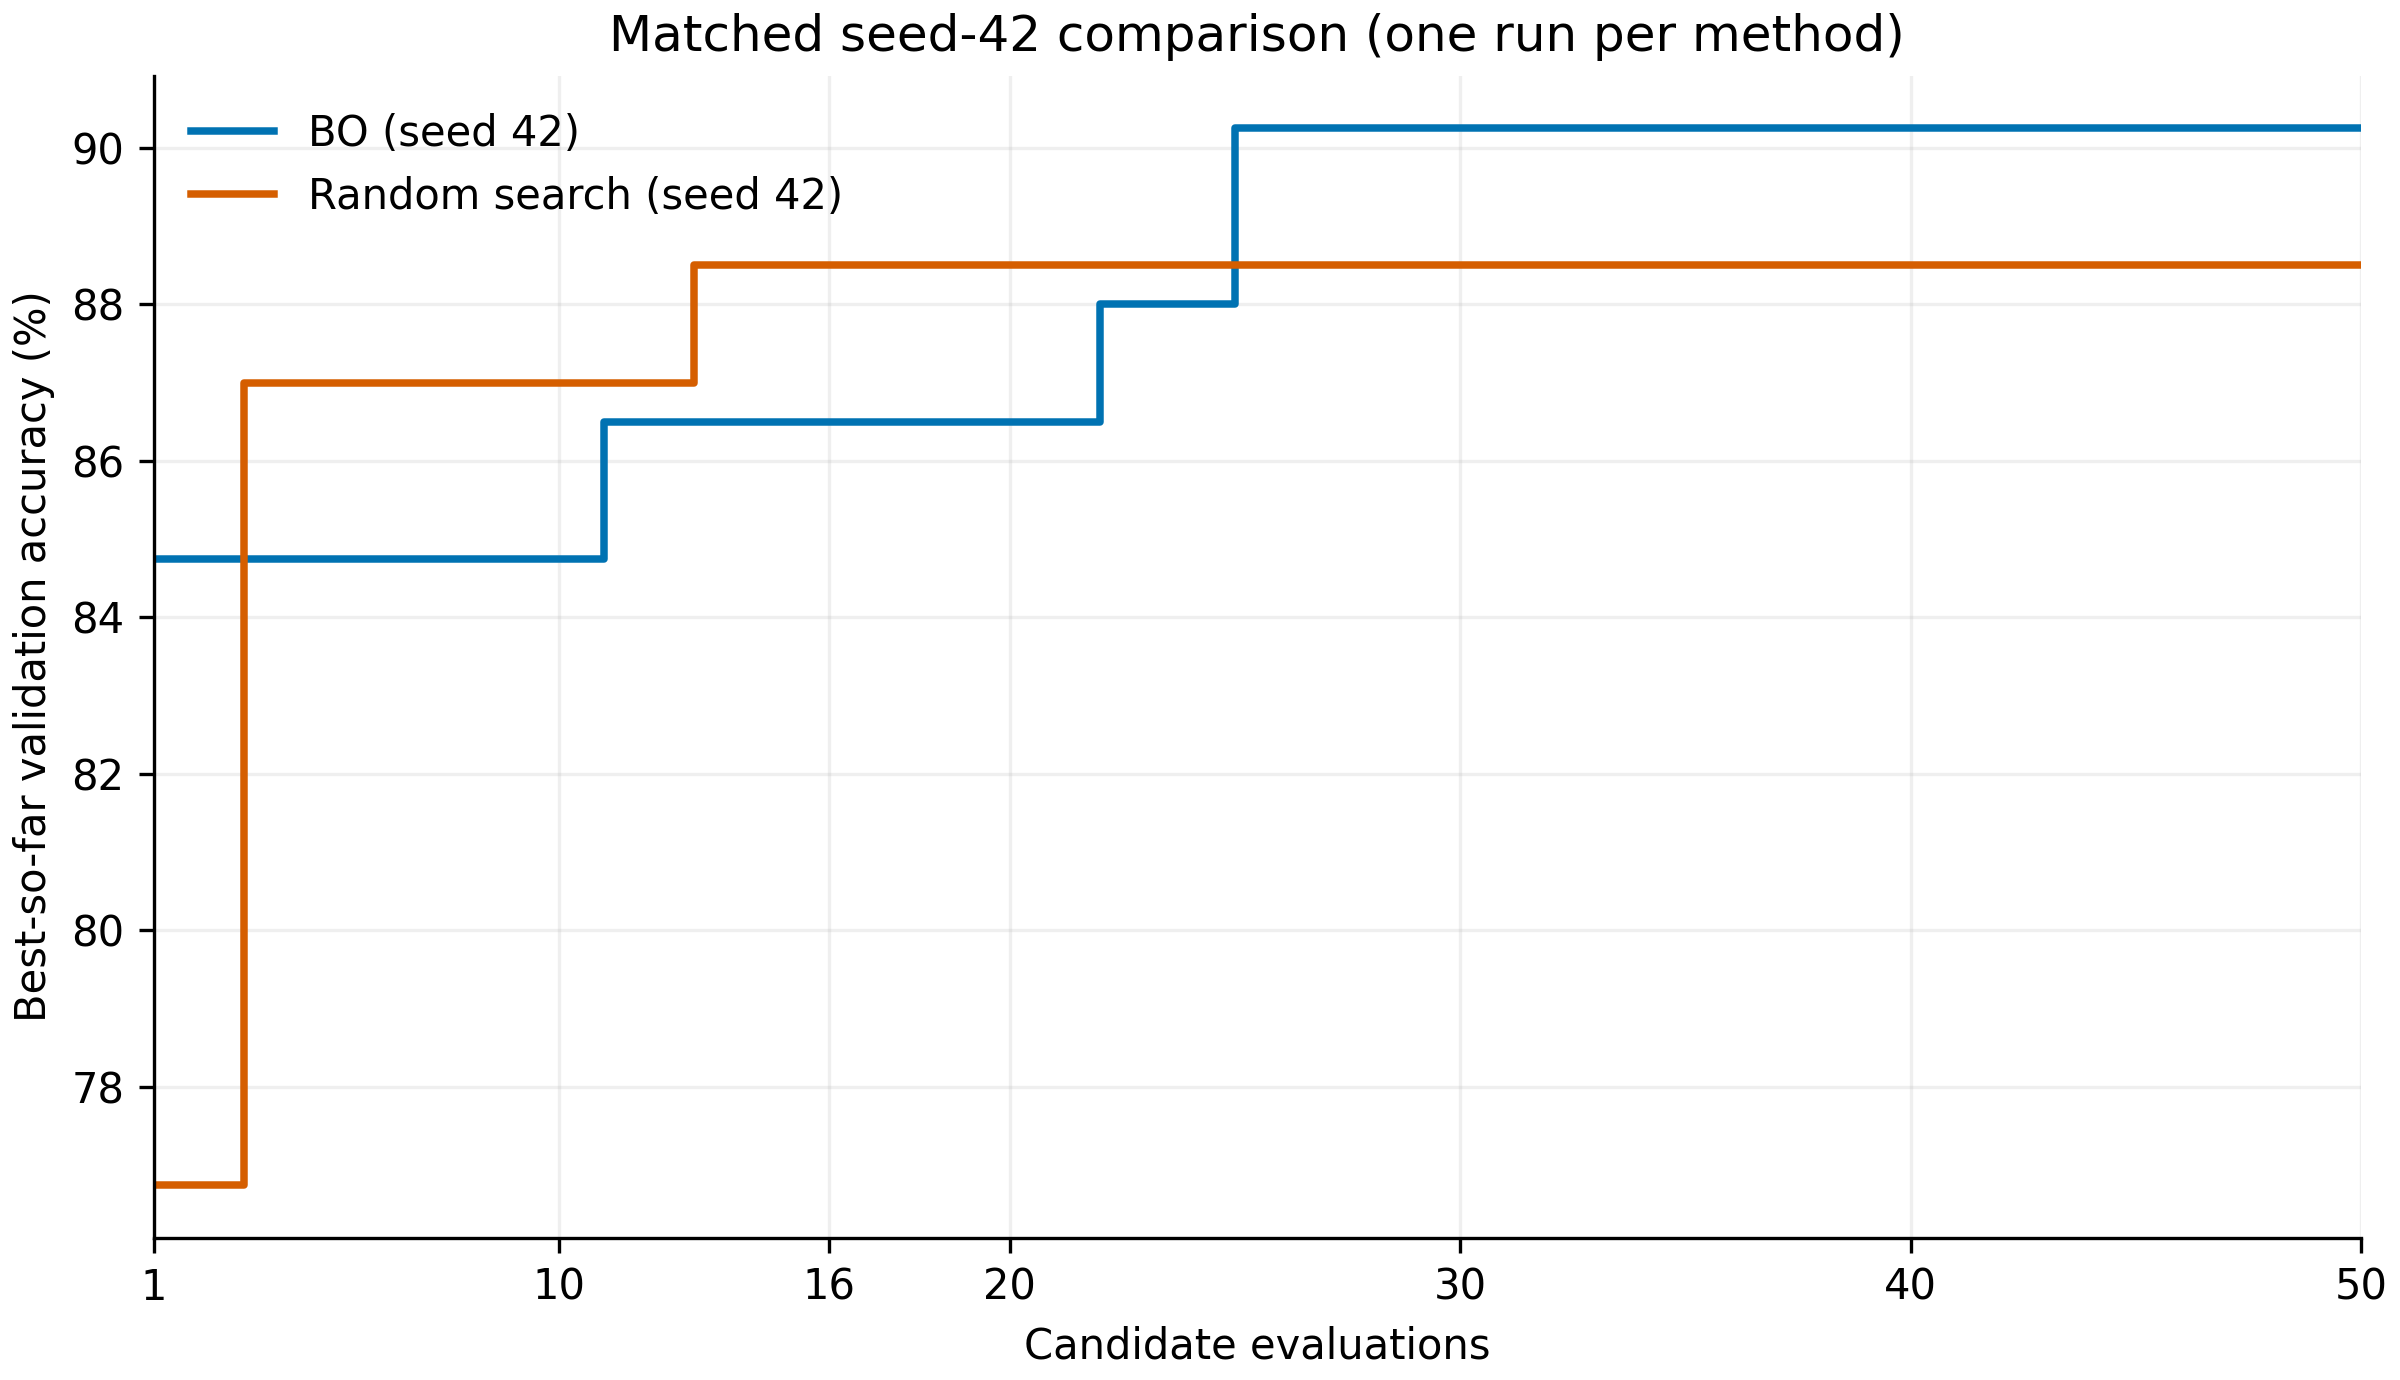 Matched seed-42 comparison (one run per method)
BO (seed 42)
Random search (seed 42)
Best-so-far validation accuracy (%)
90
88
86
84
82
80
78
1 10 16 20 30 40 50
Candidate evaluations